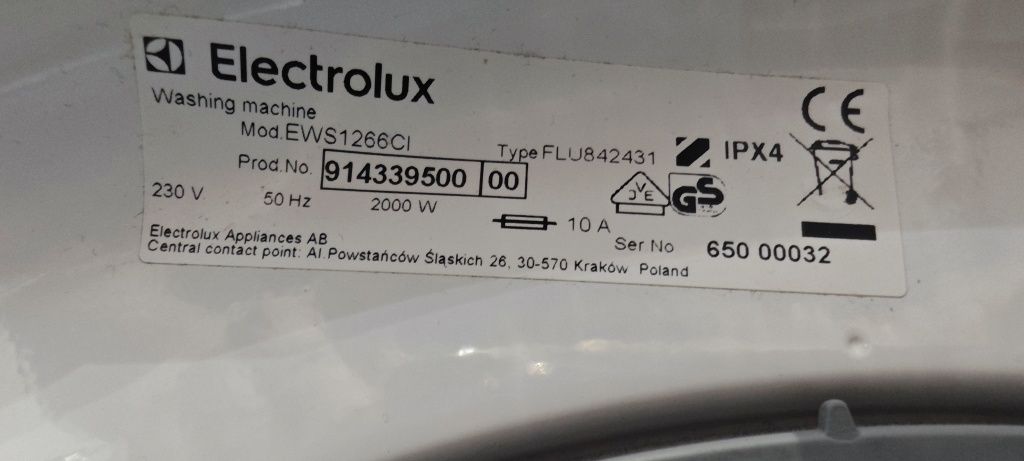 Electrolux
Washing machine
Mod.EWS1266CI
Type FLU842431
IPX4
CE
Prod.No. 914339500 00
VDE
GS
230 V 50 Hz 2000 W
10 A
Ser No 650 00032
Electrolux Appliances AB
Central contact point: Al.Powstańców Śląskich 26, 30-570 Kraków Poland